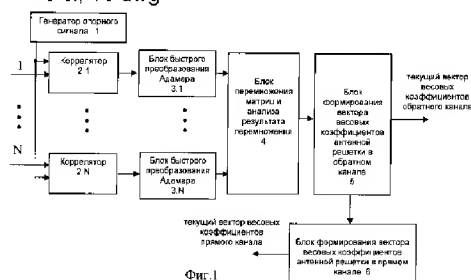 Генератор опорного
сигнала 1
1
Коррелятор
2.1
Блок быстрого
преобразования
Адамера
3.1
N
Коррелятор
2.N
Блок быстрого
преобразования
Адамера
3.N
Блок
перемножения
матриц и
анализа
результата
перемножения
4
Блок
формирования
вектора
весовых
коэффициентов
антенной
решетки в
обратном
канале
5
текущий вектор
весовых
коэффициентов
обратного канала
текущий вектор весовых
коэффициентов
прямого канала
Блок формирования вектора
весовых коэффициентов
антенной решетки в прямом
канале 6
Фиг.1